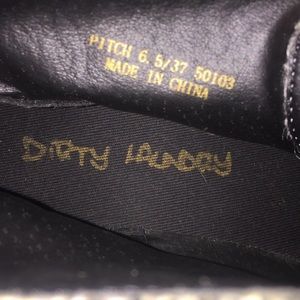 PITCH 6.5/37 50103
MADE IN CHINA
DIRTY LAUNDRY